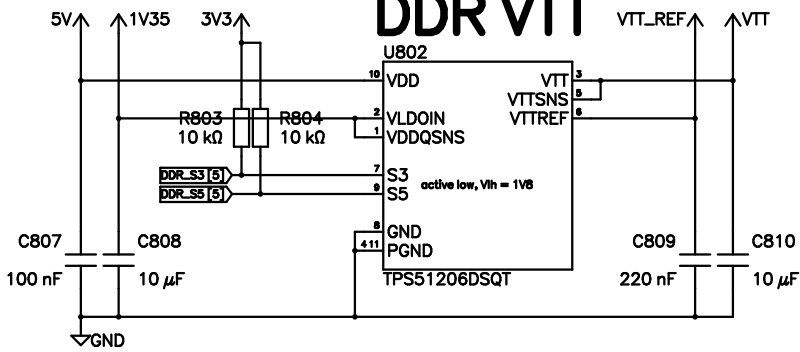 DDR VTT
5V
1V35
3V3
VTT_REF
VTT
U802
10
VDD
VTT
3
VTTSNS
5
R803
10 kΩ
R804
10 kΩ
2
VLDOIN
VTTREF
6
1
VDDQSNS
DDR_S3 [5]
7
S3
active low, Vih = 1V8
DDR_S5 [5]
9
S5
8
GND
4 11
PGND
C807
100 nF
C808
10 µF
C809
220 nF
C810
10 µF
TPS51206DSQT
GND